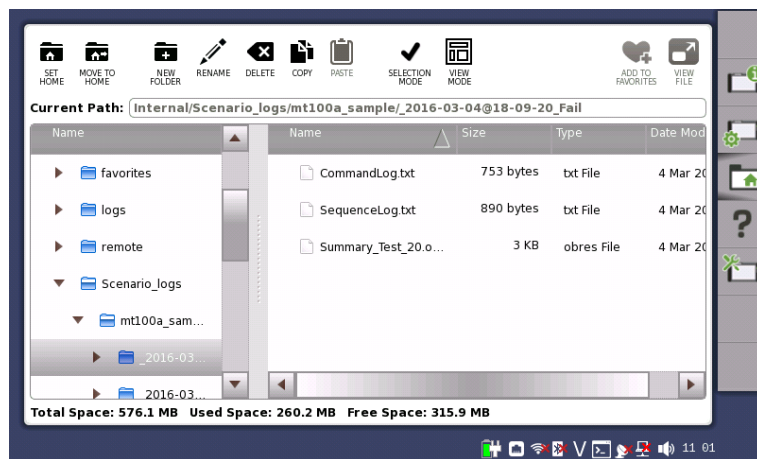 SET HOME
MOVE TO HOME
NEW FOLDER
RENAME
DELETE
COPY
PASTE
SELECTION MODE
VIEW MODE
ADD TO FAVORITES
VIEW FILE
Current Path: Internal/Scenario_logs/mt100a_sample/_2016-03-04@18-09-20_Fail
Name
Name Size Type Date Mod
favorites
logs
remote
Scenario_logs
mt100a_sam...
_2016-03...
_2016-03...
CommandLog.txt 753 bytes txt File 4 Mar 20
SequenceLog.txt 890 bytes txt File 4 Mar 20
Summary_Test_20.o... 3 KB obres File 4 Mar 20
Total Space: 576.1 MB Used Space: 260.2 MB Free Space: 315.9 MB
?
V >_ 11 01